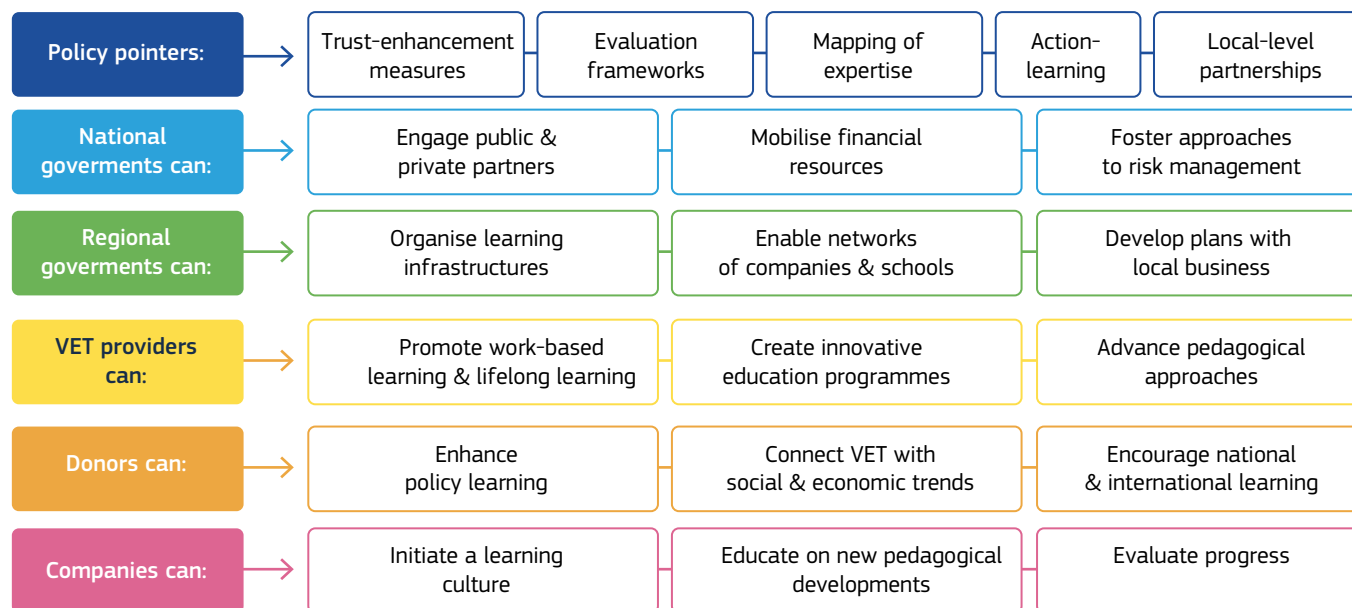 Policy pointers:
Trust-enhancement
measures
Evaluation
frameworks
Mapping of
expertise
Action-
learning
Local-level
partnerships
National
goverments can:
Engage public &
private partners
Mobilise financial
resources
Foster approaches
to risk management
Regional
goverments can:
Organise learning
infrastructures
Enable networks
of companies & schools
Develop plans with
local business
VET providers
can:
Promote work-based
learning & lifelong learning
Create innovative
education programmes
Advance pedagogical
approaches
Donors can:
Enhance
policy learning
Connect VET with
social & economic trends
Encourage national
& international learning
Companies can:
Initiate a learning
culture
Educate on new pedagogical
developments
Evaluate progress